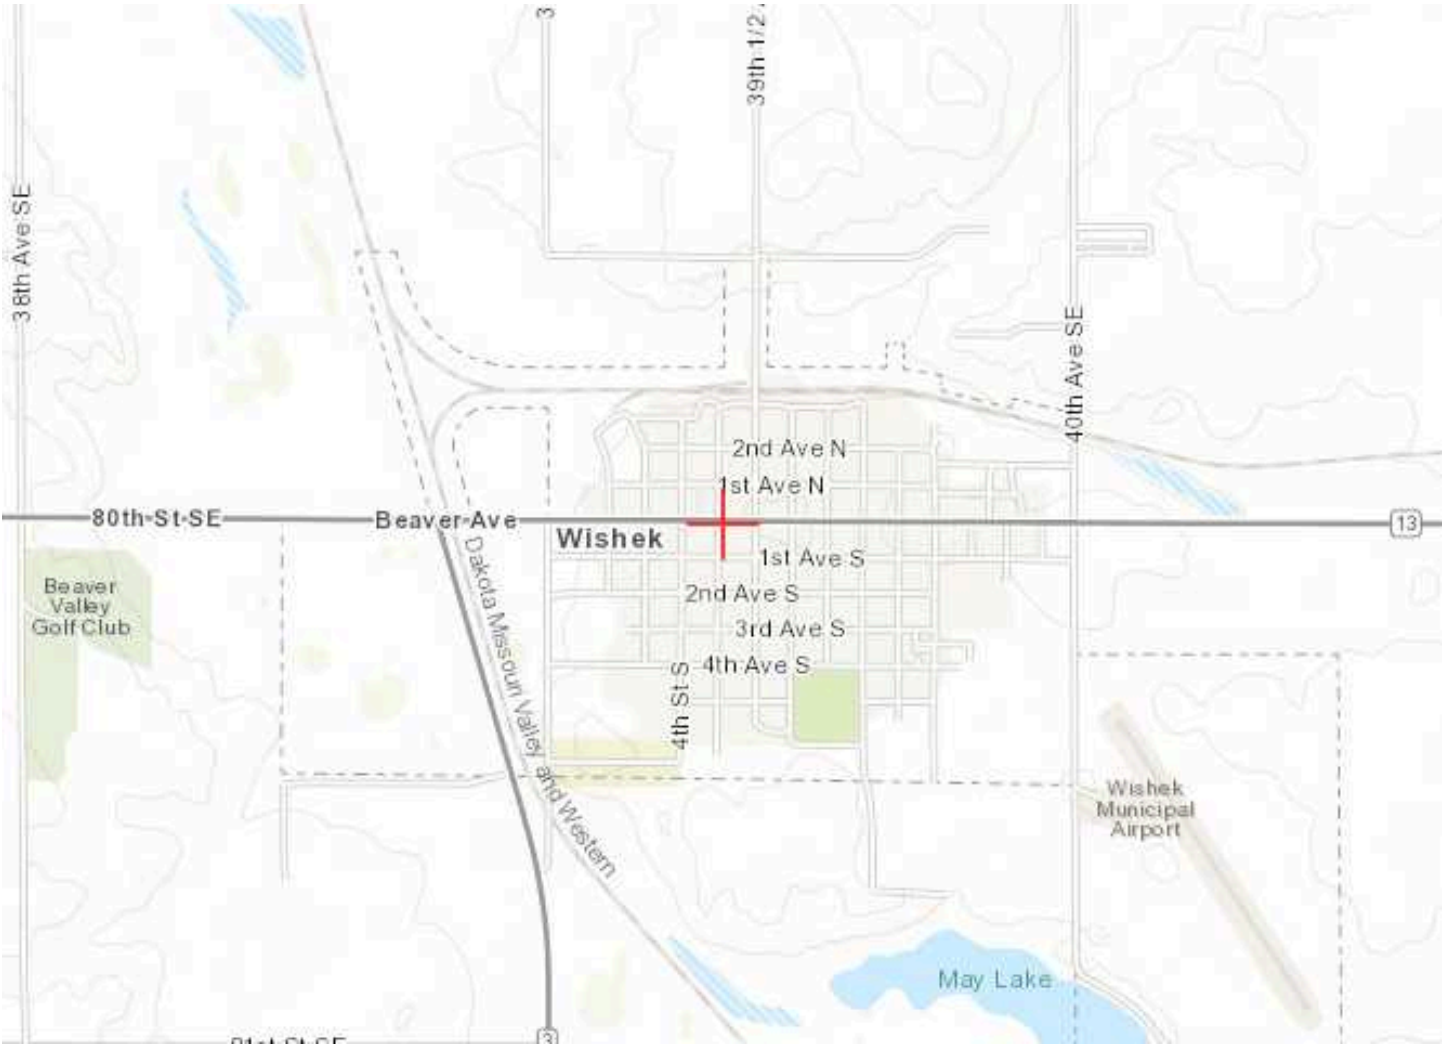 3
39th 1/2
38th Ave SE
40th Ave SE
2nd Ave N
1st Ave N
80th St SE
Beaver Ave
13
Wishek
1st Ave S
Beaver
Valley
Golf Club
2nd Ave S
3rd Ave S
4th Ave S
4th St S
Dakota Missouri Valley and Western
Wishek
Municipal
Airport
May Lake
3